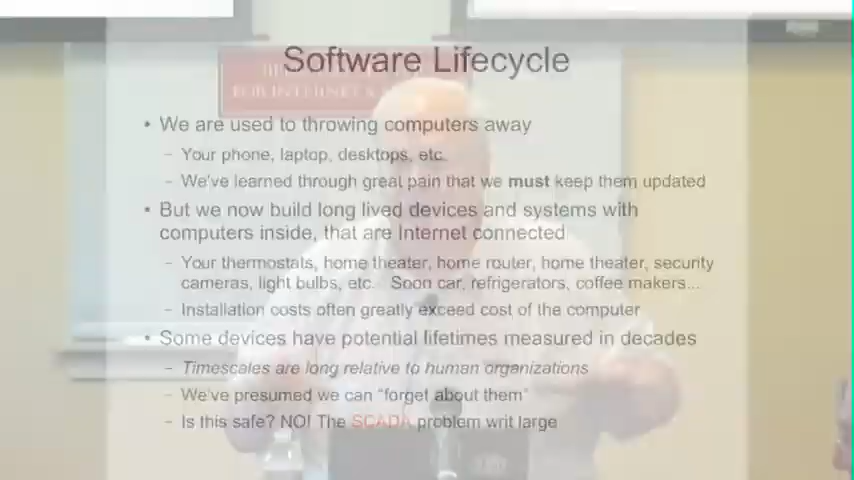 Software Lifecycle
• We are used to throwing computers away
– Your phone, laptop, desktops, etc.
– We've learned through great pain that we must keep them updated
• But we now build long lived devices and systems with
computers inside, that are Internet connected
– Your thermostats, home theater, home router, home theater, security
cameras, light bulbs, etc. Soon car, refrigerators, coffee makers...
– Installation costs often greatly exceed cost of the computer
• Some devices have potential lifetimes measured in decades
– Timescales are long relative to human organizations
– We've presumed we can "forget about them"
– Is this safe? NO! The SCADA problem writ large
FOR INTERNET &